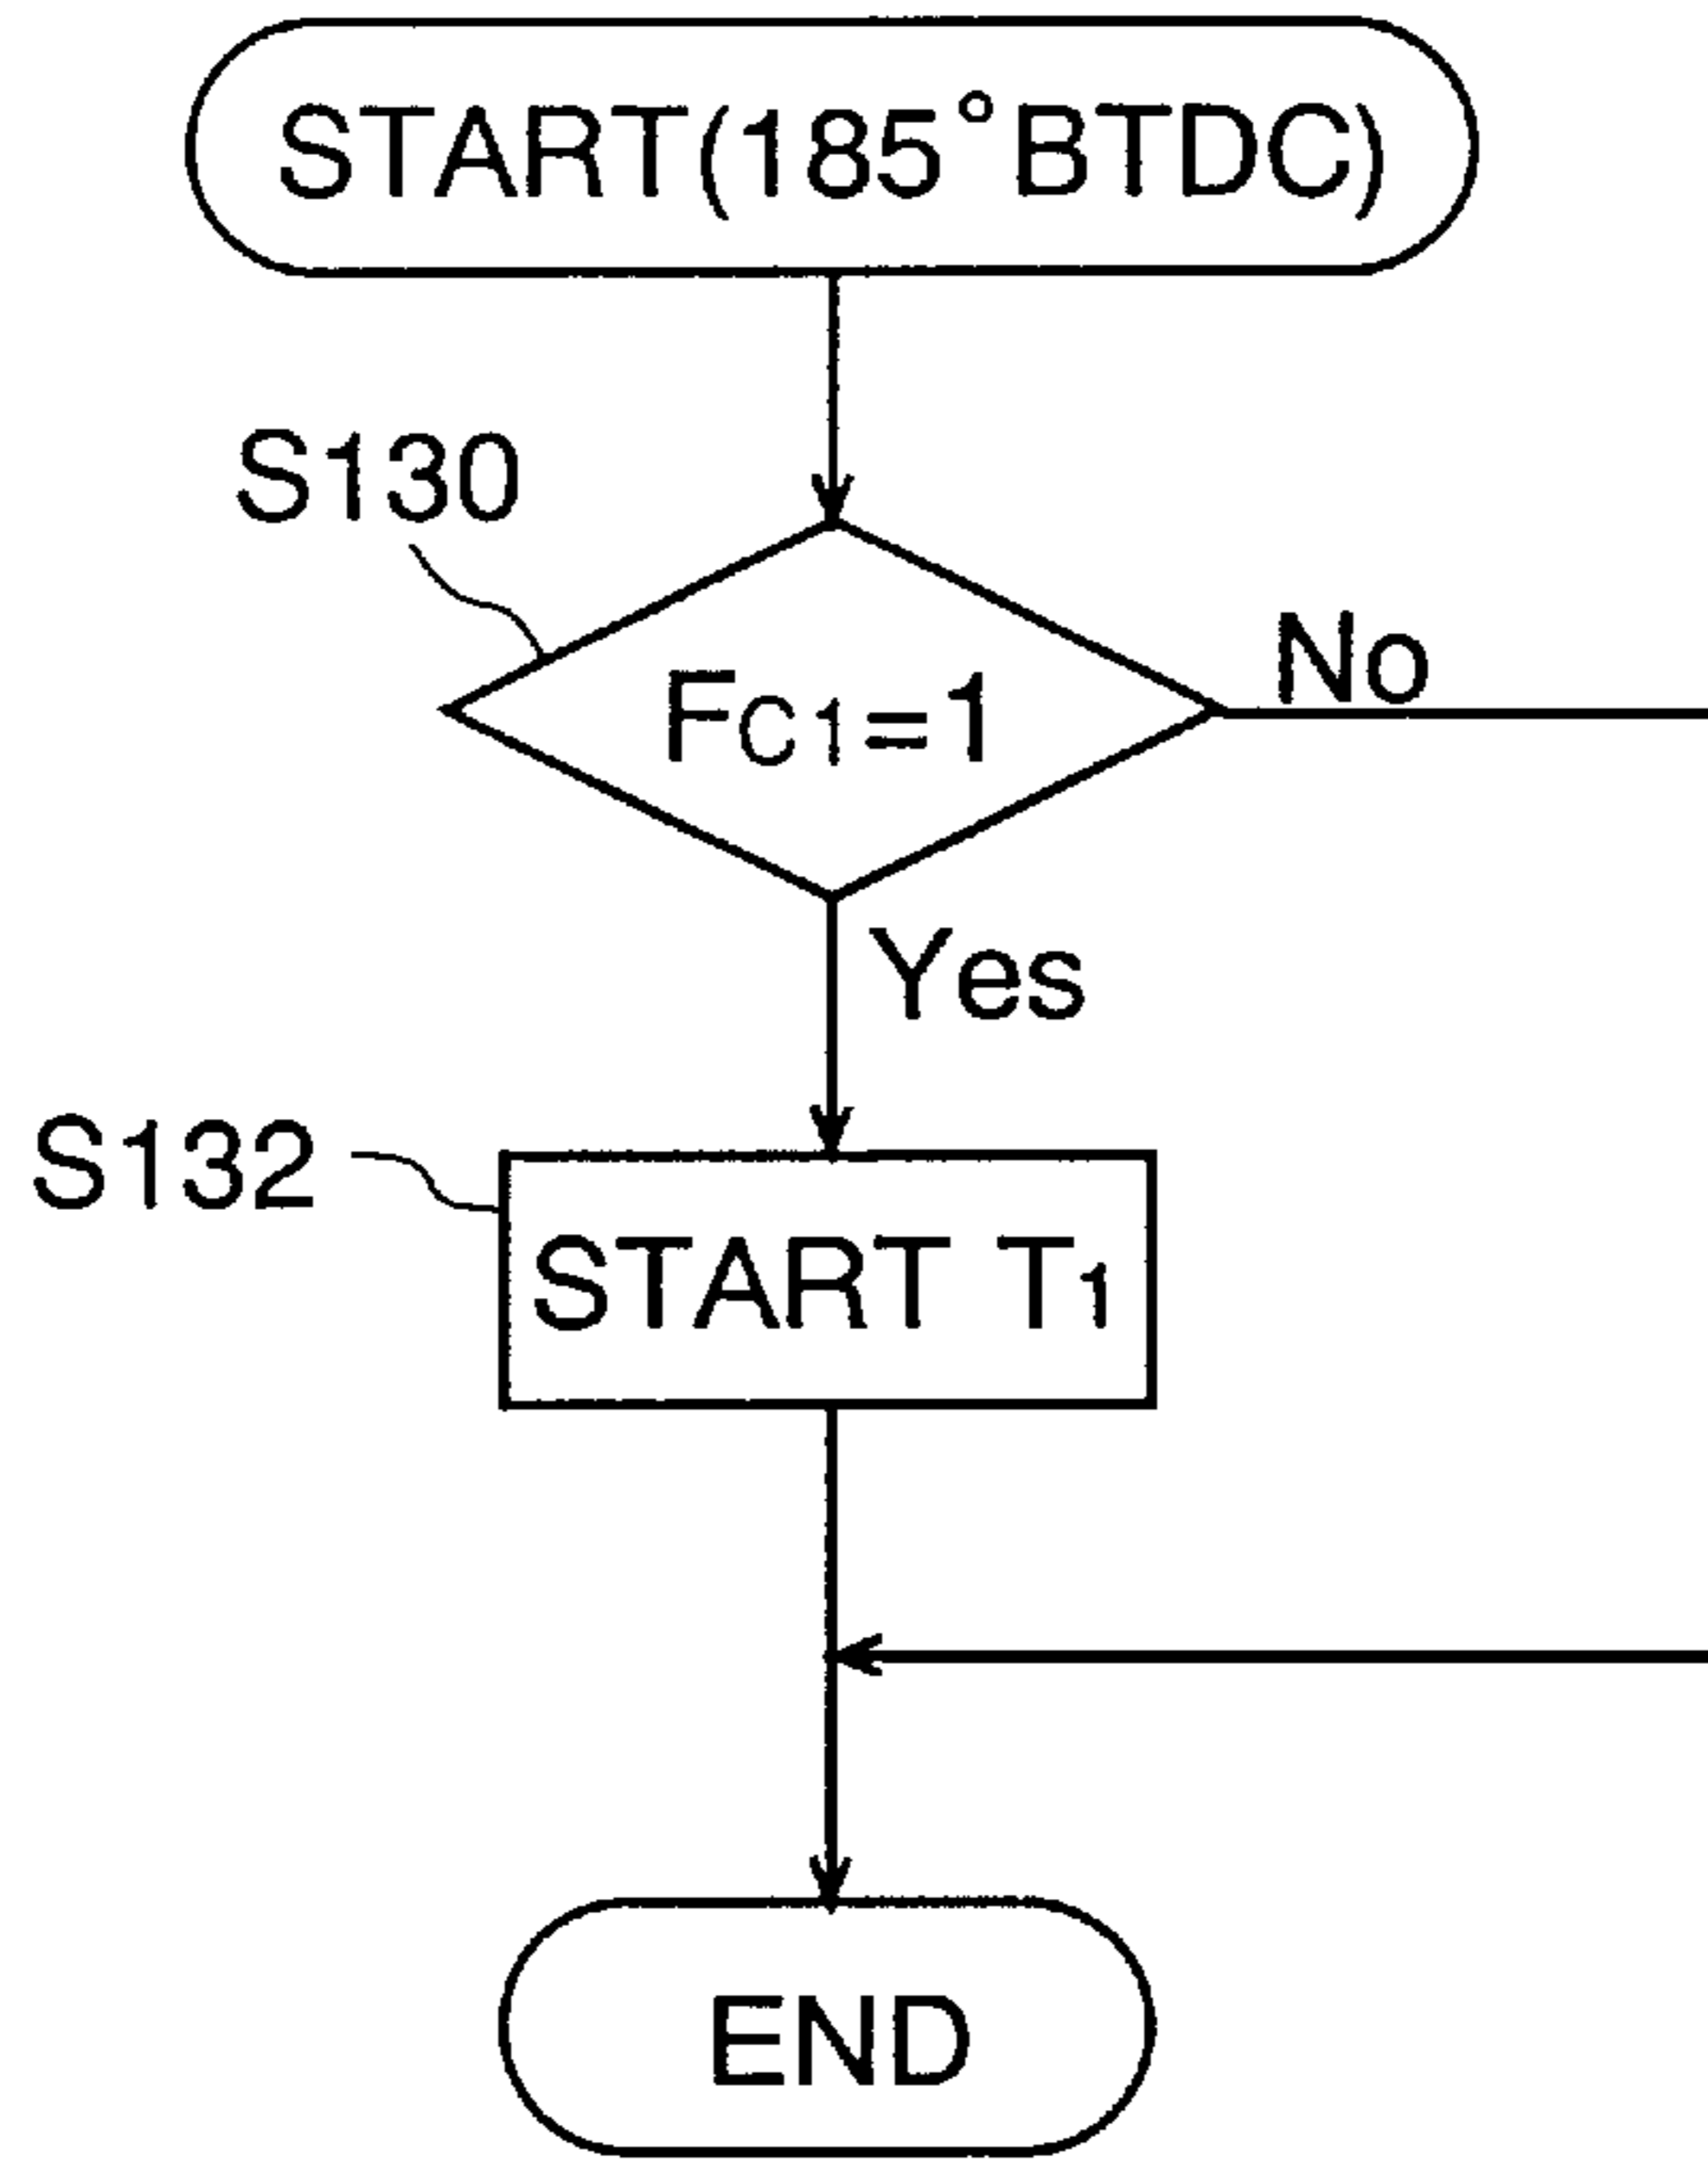 START(185°BTDC)
S130
No
FC1=1
Yes
S132
START T1
END